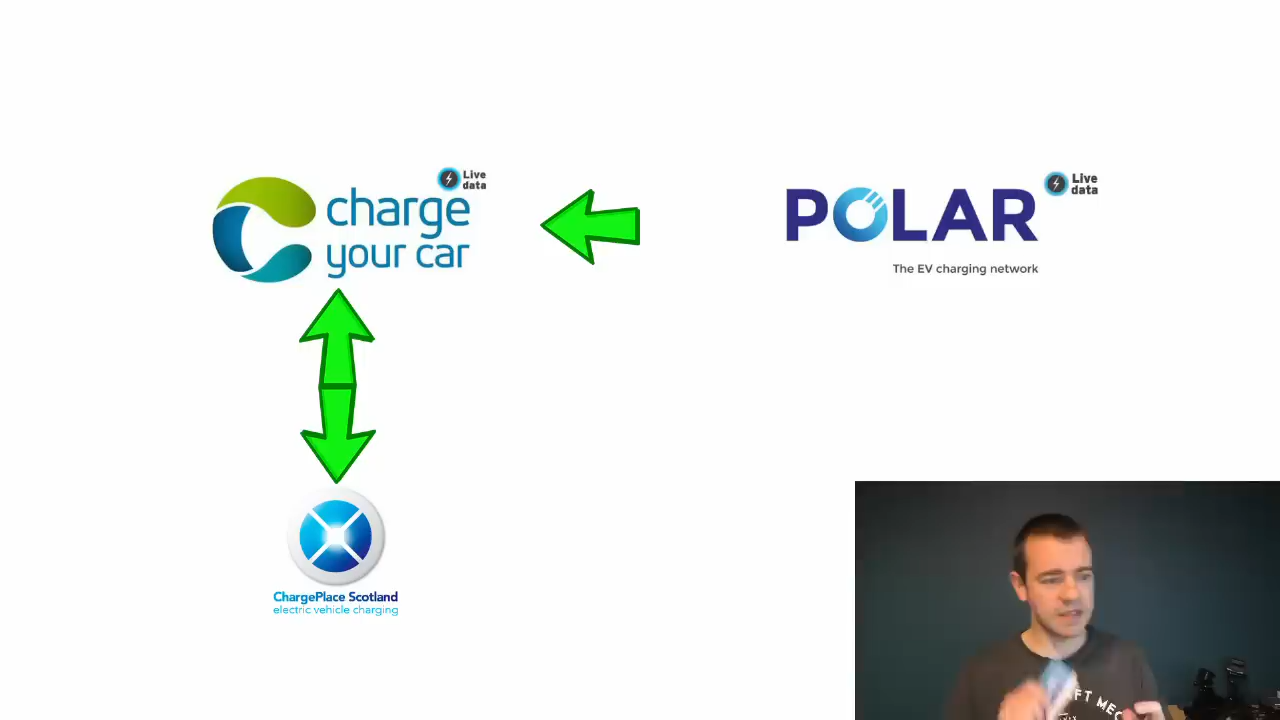 Live
data
charge
your car
Live
data
POLAR
The EV charging network
ChargePlace Scotland
electric vehicle charging